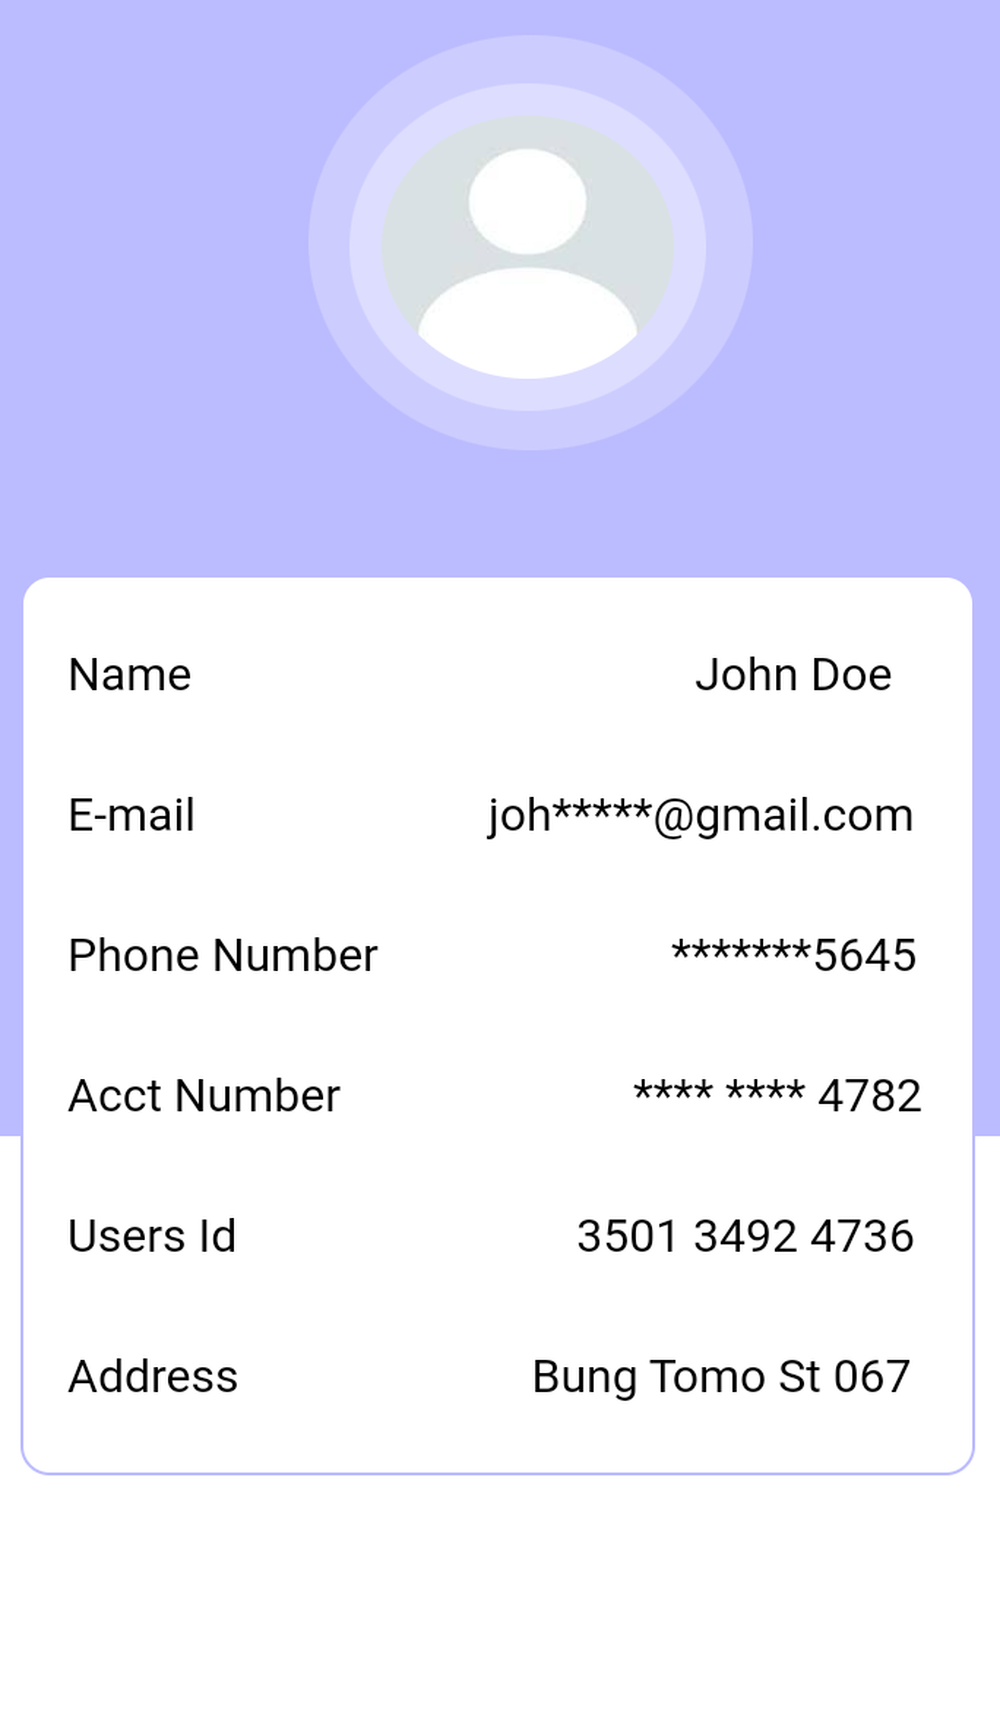 Name John Doe
E-mail joh*****@gmail.com
Phone Number *******5645
Acct Number **** **** 4782
Users Id 3501 3492 4736
Address Bung Tomo St 067